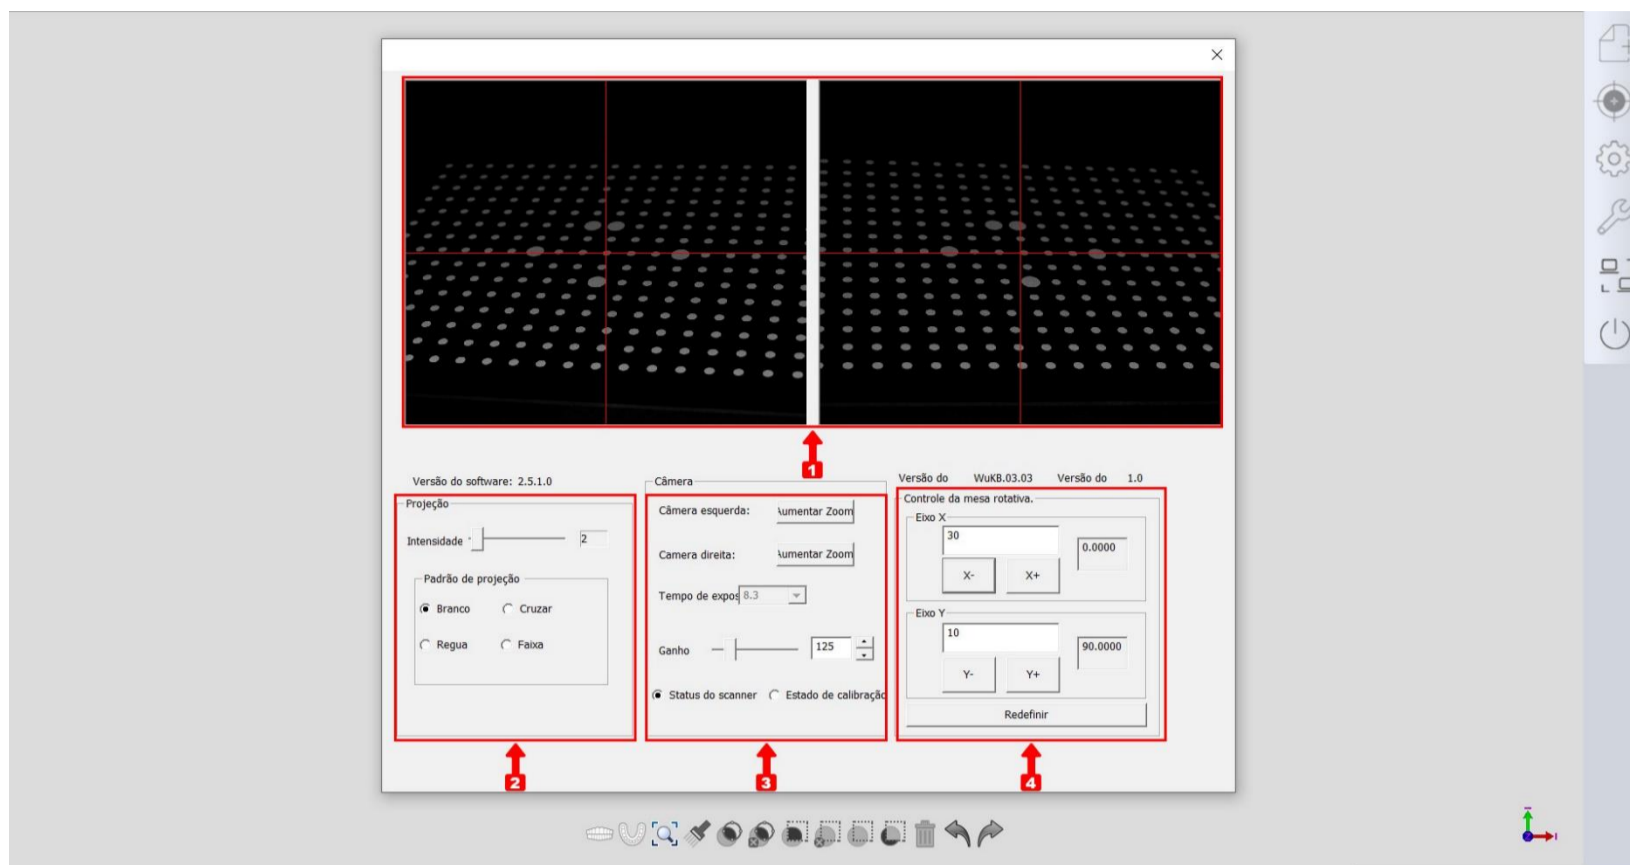 1
Versão do software: 2.5.1.0
Projeção
Intensidade
2
Padrão de projeção
Branco
Cruzar
Regua
Faixa
2
Câmera
Câmera esquerda:
Aumentar Zoom
Camera direita:
Aumentar Zoom
Tempo de expos
8.3
Ganho
125
Status do scanner
Estado de calibração
3
Versão do WuKB.03.03 Versão do 1.0
Controle da mesa rotativa.
Eixo X
30
0.0000
X-
X+
Eixo Y
10
90.0000
Y-
Y+
Redefinir
4